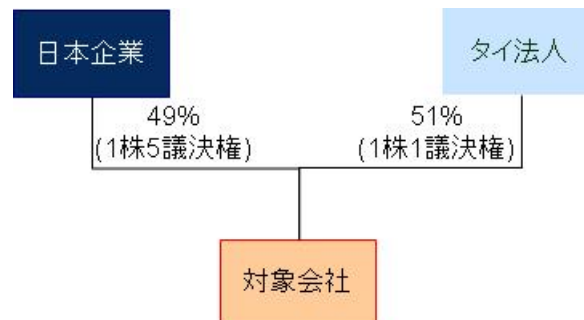 日本企業
タイ法人
49%
(1株5議決権)
51%
(1株1議決権)
対象会社